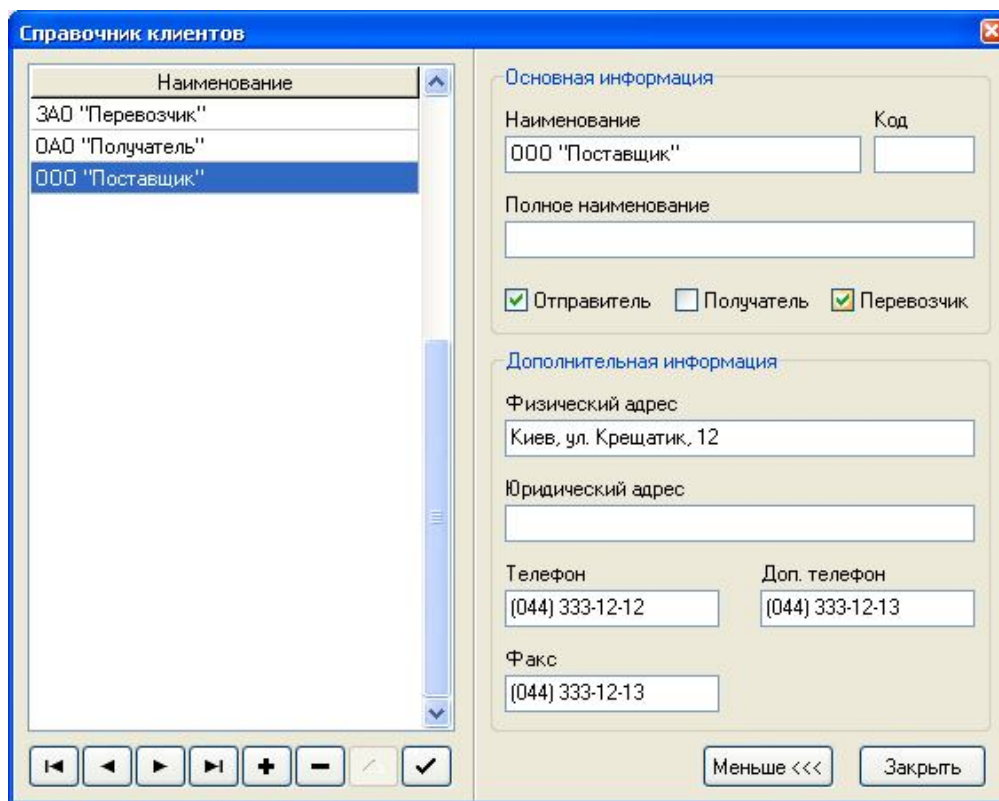 Справочник клиентов
Наименование
ЗАО "Перевозчик"
ОАО "Получатель"
ООО "Поставщик"
Основная информация
Наименование Код
ООО "Поставщик"
Полное наименование
Отправитель Получатель Перевозчик
Дополнительная информация
Физический адрес
Киев, ул. Крещатик, 12
Юридический адрес
Телефон Доп. телефон
(044) 333-12-12 (044) 333-12-13
Факс
(044) 333-12-13
Меньше <<< Закрыть